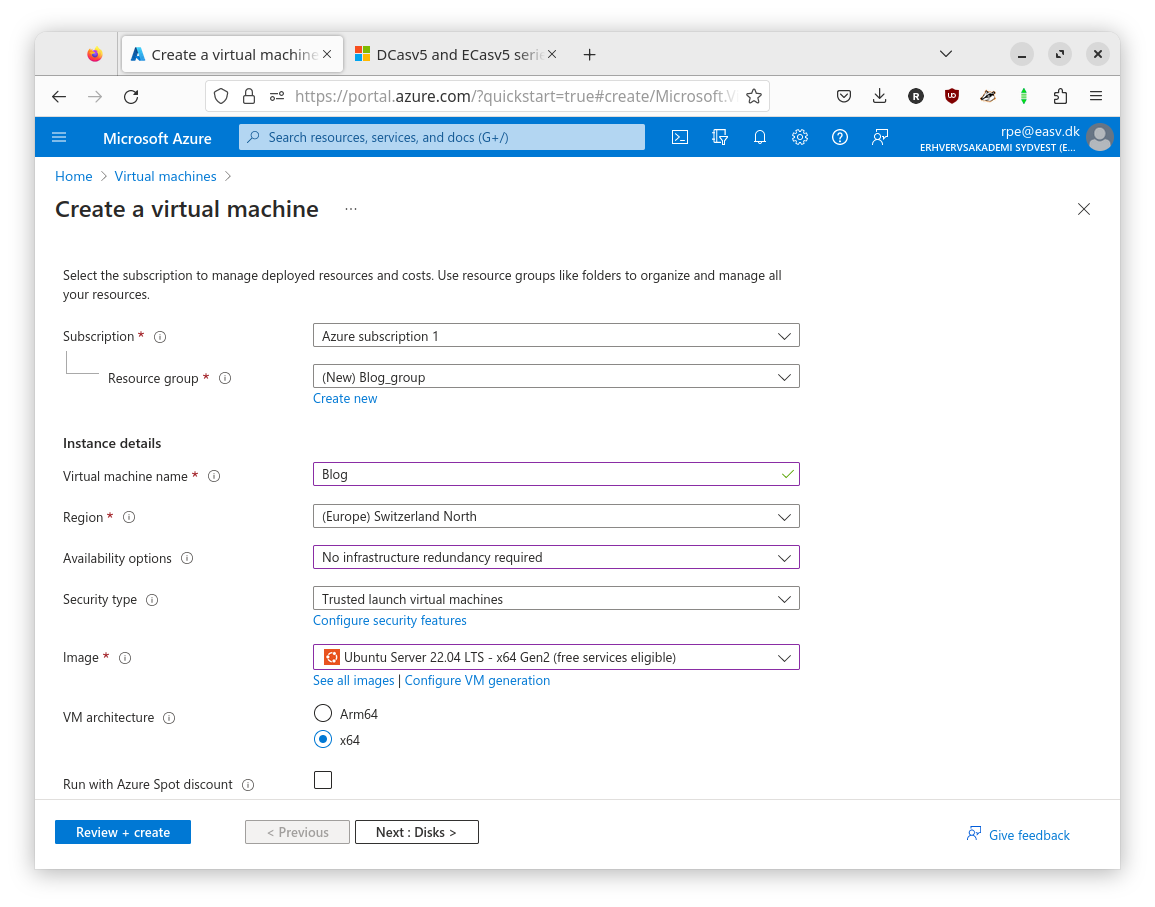 Create a virtual machine
DCasv5 and ECasv5 serie
https://portal.azure.com/?quickstart=true#create/Microsoft.V
R
UO
Microsoft Azure
Search resources, services, and docs (G+/)
rpe@easv.dk
ERHVERVSAKADEMI SYDVEST (E...
Home > Virtual machines >
Create a virtual machine ...
Select the subscription to manage deployed resources and costs. Use resource groups like folders to organize and manage all
your resources.
Subscription *
Azure subscription 1
Resource group *
(New) Blog_group
Create new
Instance details
Virtual machine name *
Blog
Region *
(Europe) Switzerland North
Availability options
No infrastructure redundancy required
Security type
Trusted launch virtual machines
Configure security features
Image *
Ubuntu Server 22.04 LTS - x64 Gen2 (free services eligible)
See all images | Configure VM generation
VM architecture
Arm64
x64
Run with Azure Spot discount
Review + create
< Previous
Next : Disks >
Give feedback